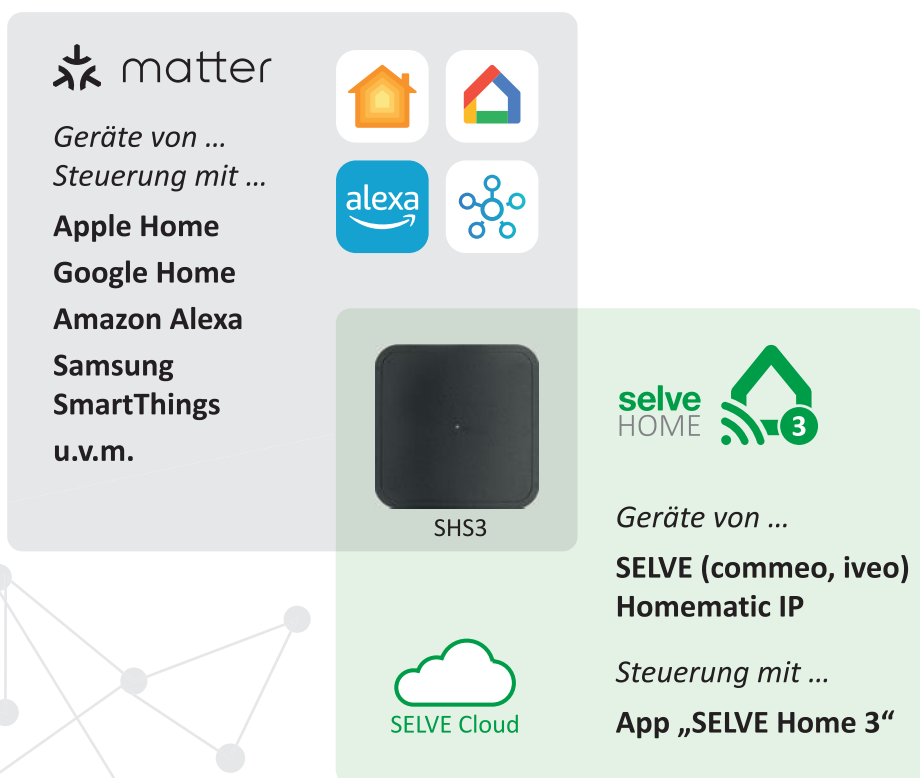 matter
Geräte von ...
Steuerung mit ...
Apple Home
Google Home
Amazon Alexa
Samsung
SmartThings
u.v.m.
alexa
SHS3
selve
HOME
3
Geräte von ...
SELVE (commeo, iveo)
Homematic IP
Steuerung mit ...
App „SELVE Home 3“
SELVE Cloud